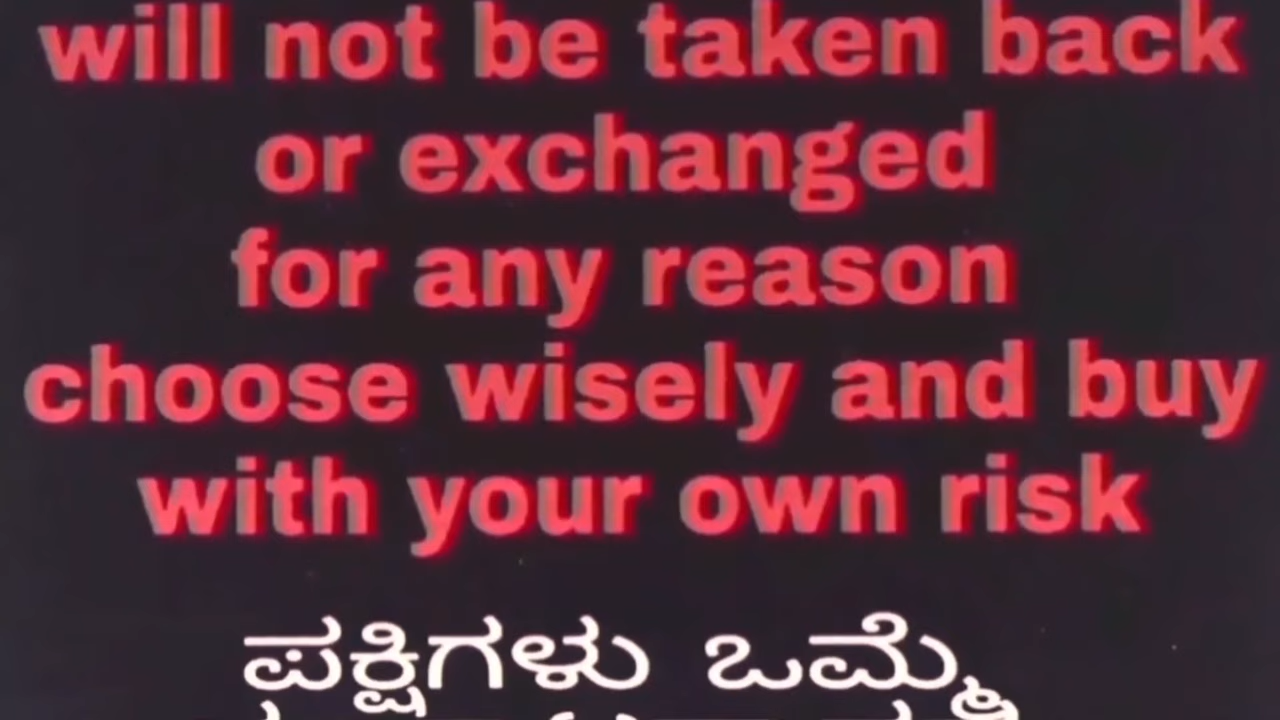 will not be taken back
or exchanged
for any reason
choose wisely and buy
with your own risk
ಪಕ್ಷಿಗಳು ಒಮ್ಮೆ